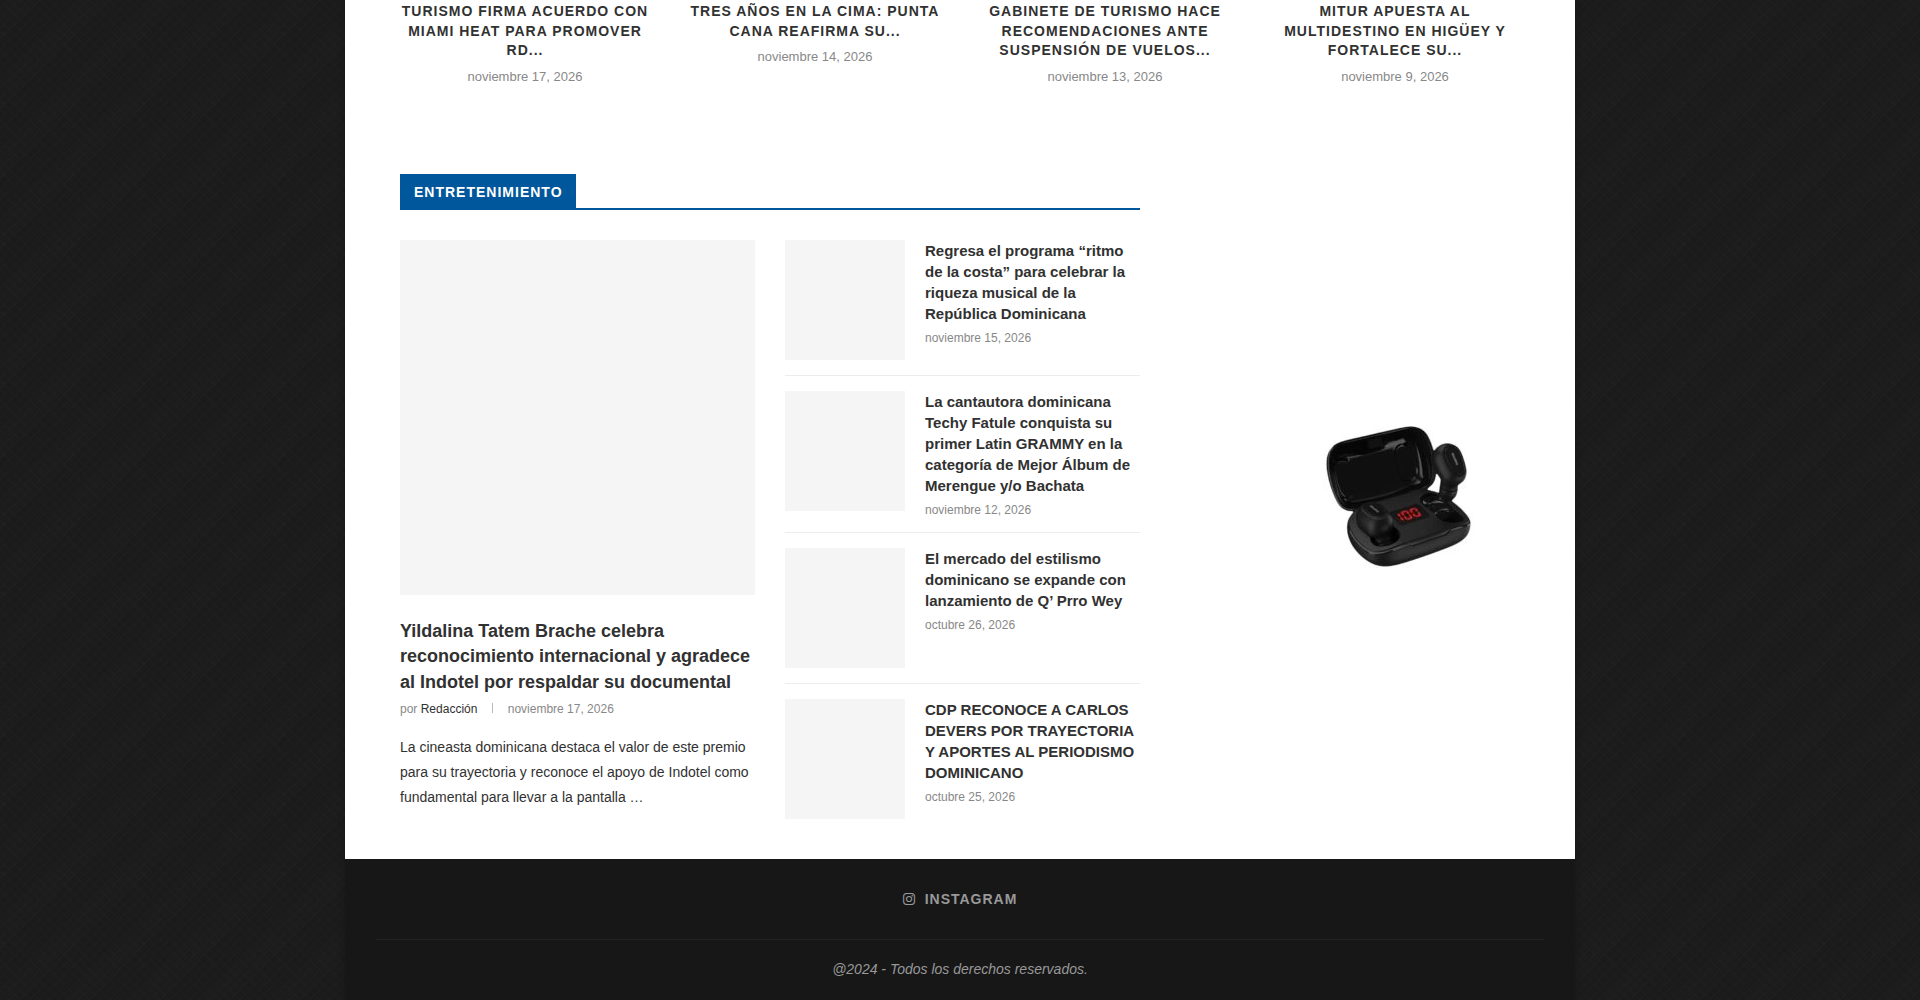 TURISMO FIRMA ACUERDO CON
MIAMI HEAT PARA PROMOVER
RD...
noviembre 17, 2026
TRES AÑOS EN LA CIMA: PUNTA
CANA REAFIRMA SU...
noviembre 14, 2026
GABINETE DE TURISMO HACE
RECOMENDACIONES ANTE
SUSPENSIÓN DE VUELOS...
noviembre 13, 2026
MITUR APUESTA AL
MULTIDESTINO EN HIGÜEY Y
FORTALECE SU...
noviembre 9, 2026
ENTRETENIMIENTO
Yildalina Tatem Brache celebra
reconocimiento internacional y agradece
al Indotel por respaldar su documental
por Redacción noviembre 17, 2026
La cineasta dominicana destaca el valor de este premio
para su trayectoria y reconoce el apoyo de Indotel como
fundamental para llevar a la pantalla …
Regresa el programa “ritmo
de la costa” para celebrar la
riqueza musical de la
República Dominicana
noviembre 15, 2026
La cantautora dominicana
Techy Fatule conquista su
primer Latin GRAMMY en la
categoría de Mejor Álbum de
Merengue y/o Bachata
noviembre 12, 2026
El mercado del estilismo
dominicano se expande con
lanzamiento de Q’ Prro Wey
octubre 26, 2026
CDP RECONOCE A CARLOS
DEVERS POR TRAYECTORIA
Y APORTES AL PERIODISMO
DOMINICANO
octubre 25, 2026
100
INSTAGRAM
@2024 - Todos los derechos reservados.